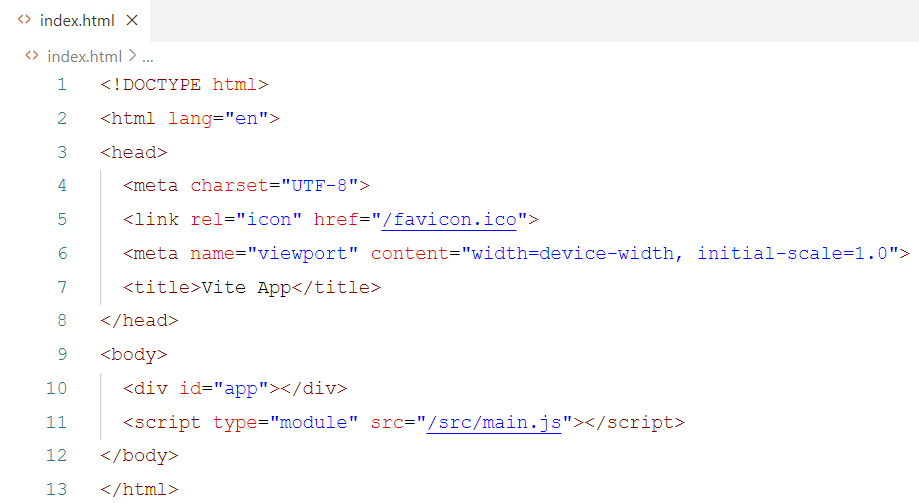 index.html
index.html > ...
1 <!DOCTYPE html>
2 <html lang="en">
3 <head>
4   <meta charset="UTF-8">
5   <link rel="icon" href="/favicon.ico">
6   <meta name="viewport" content="width=device-width, initial-scale=1.0">
7   <title>Vite App</title>
8 </head>
9 <body>
10   <div id="app"></div>
11   <script type="module" src="/src/main.js"></script>
12 </body>
13 </html>